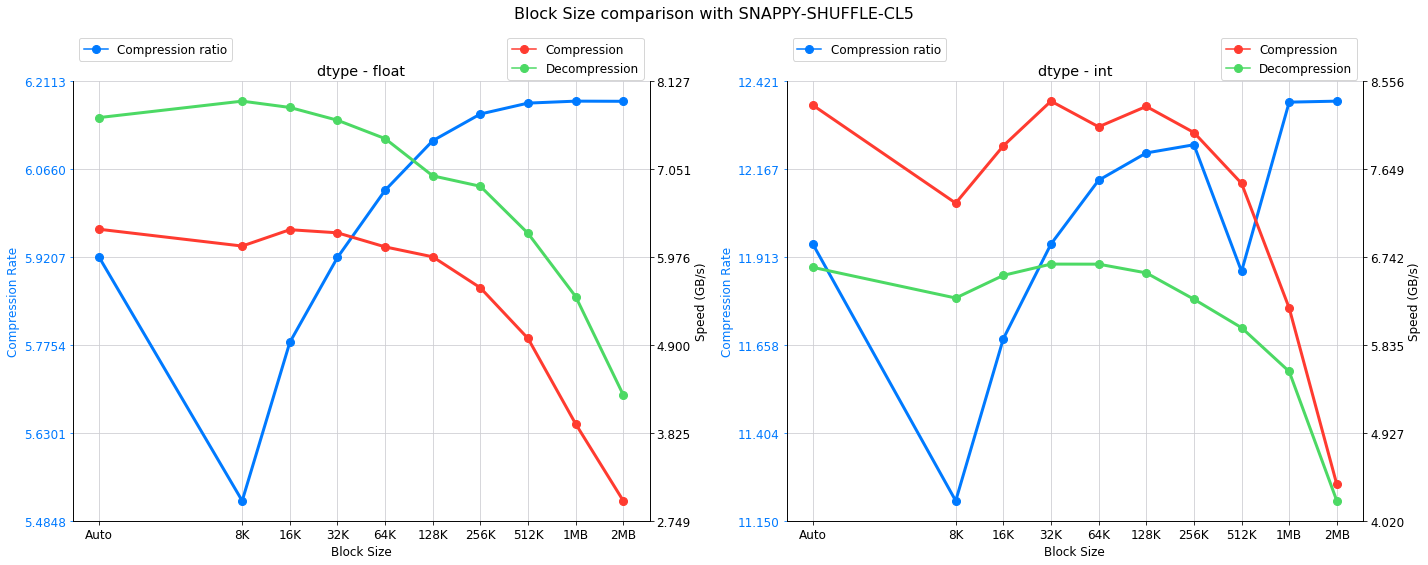 Block Size comparison with SNAPPY-SHUFFLE-CL5
Compression ratio
Compression
Decompression
dtype - float
6.2113
6.0660
5.9207
5.7754
5.6301
5.4848
Compression Rate
8.127
7.051
5.976
4.900
3.825
2.749
Speed (GB/s)
Auto 8K 16K 32K 64K 128K 256K 512K 1MB 2MB
Block Size
Compression ratio
Compression
Decompression
dtype - int
12.421
12.167
11.913
11.658
11.404
11.150
Compression Rate
8.556
7.649
6.742
5.835
4.927
4.020
Speed (GB/s)
Auto 8K 16K 32K 64K 128K 256K 512K 1MB 2MB
Block Size